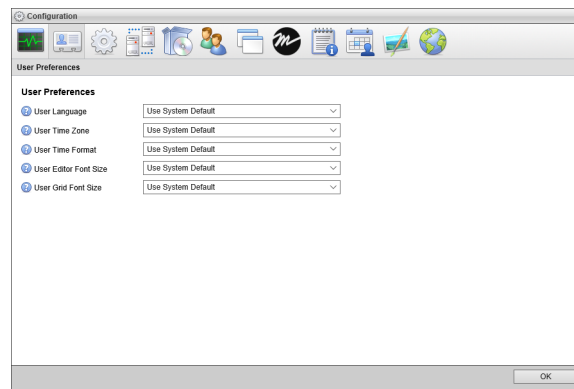 Configuration
User Preferences
User Preferences
User Language
Use System Default
User Time Zone
Use System Default
User Time Format
Use System Default
User Editor Font Size
Use System Default
User Grid Font Size
Use System Default
OK